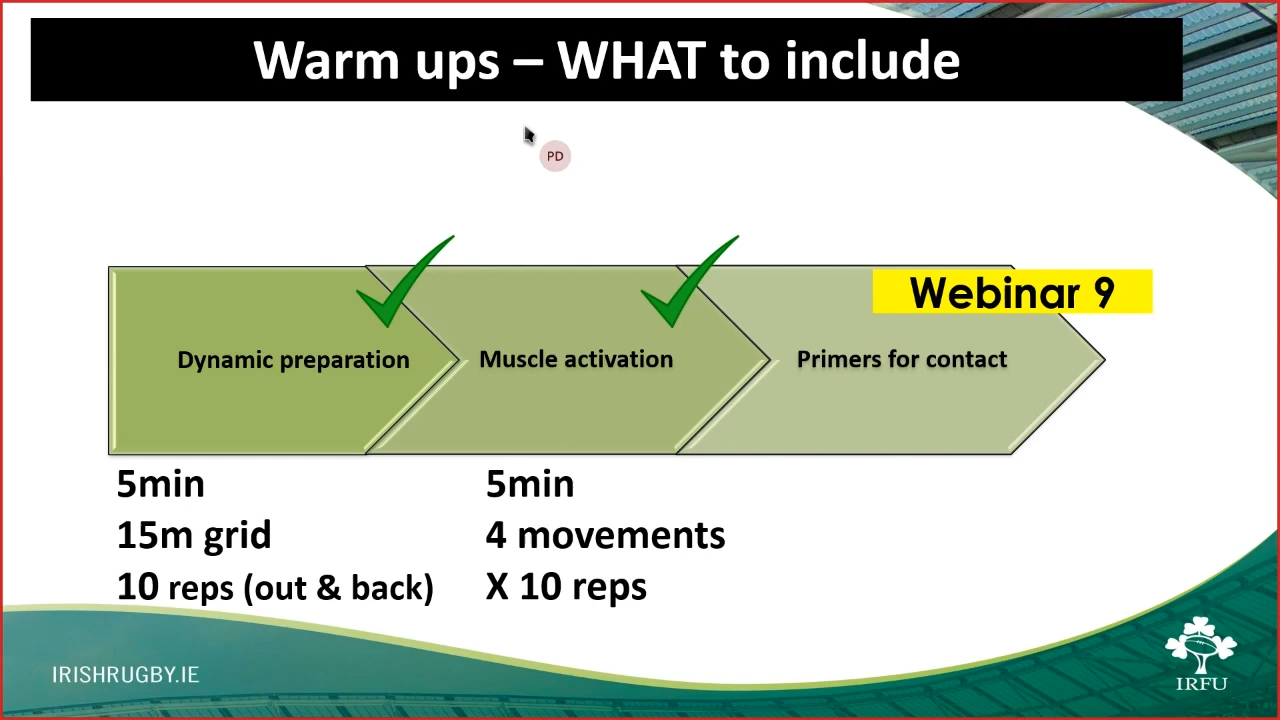 Warm ups – WHAT to include
PD
Webinar 9
Dynamic preparation
Muscle activation
Primers for contact
5min
15m grid
10 reps (out & back)
5min
4 movements
X 10 reps
IRISHRUGBY.IE
IRFU